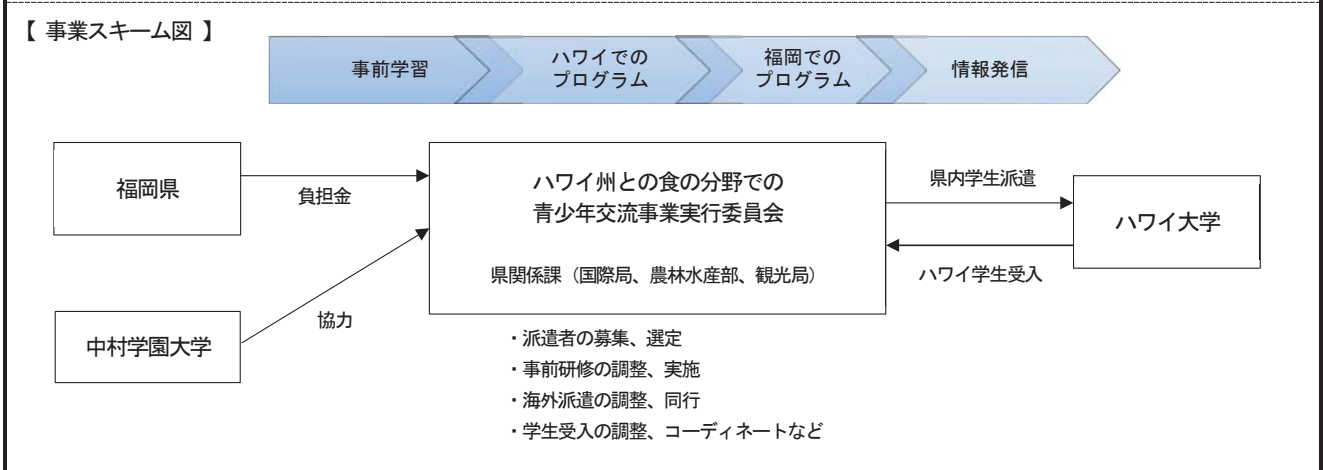 【 事業スキーム図 】
事前学習
ハワイでの
プログラム
福岡での
プログラム
情報発信
福岡県
負担金
ハワイ州との食の分野での
青少年交流事業実行委員会
県関係課（国際局、農林水産部、観光局）
県内学生派遣
ハワイ大学
ハワイ学生受入
中村学園大学
協力
・派遣者の募集、選定
・事前研修の調整、実施
・海外派遣の調整、同行
・学生受入の調整、コーディネートなど